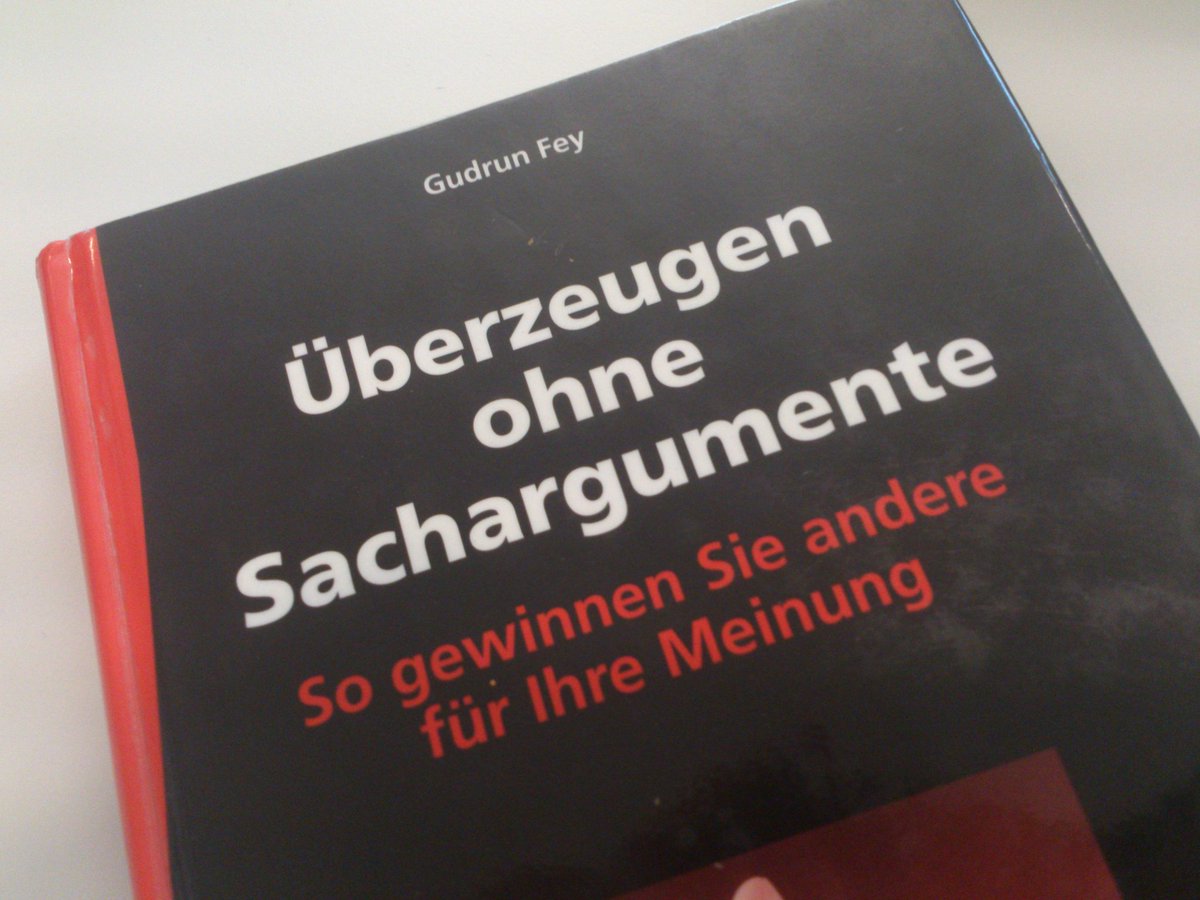 Gudrun Fey
Überzeugen
ohne
Sachargumente
So gewinnen Sie andere
für Ihre Meinung